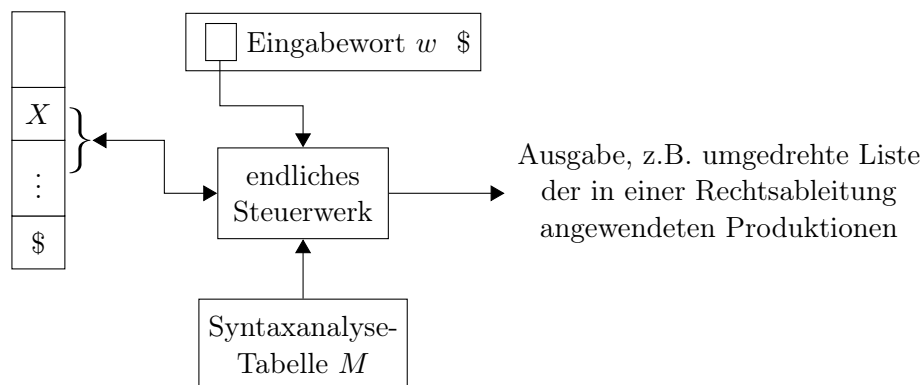 Eingabewort w $
X
⋮
$
endliches
Steuerwerk
Ausgabe, z.B. umgedrehte Liste
der in einer Rechtsableitung
angewendeten Produktionen
Syntaxanalyse-
Tabelle M